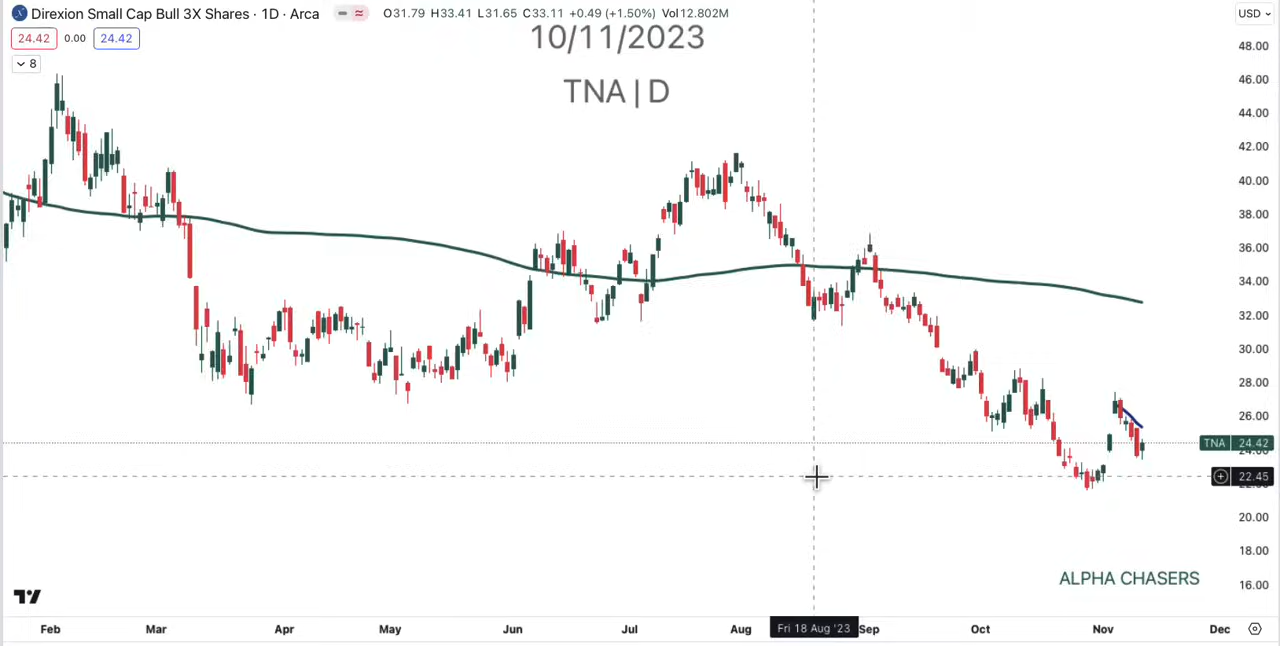 Direxion Small Cap Bull 3X Shares · 1D · Arca O31.79 H33.41 L31.65 C33.11 +0.49 (+1.50%) Vol12.802M
USD
24.42 0.00 24.42
8
10/11/2023
TNA | D
48.00
46.00
44.00
42.00
40.00
38.00
36.00
34.00
32.00
30.00
28.00
26.00
TNA 24.42
24.00
22.45
20.00
18.00
16.00
ALPHA CHASERS
Feb Mar Apr May Jun Jul Aug Fri 18 Aug '23 Sep Oct Nov Dec